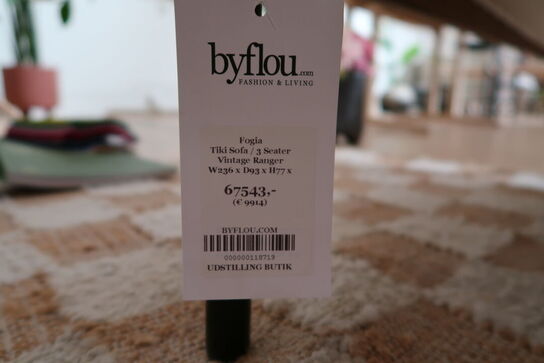 byflou.com
FASHION & LIVING
Fogia
Tiki Sofa / 3 Seater
Vintage Ranger
W236 x D93 x H77 x
67543,-
(€ 9914)
BYFLOU.COM
000000118719
UDSTILLING BUTIK